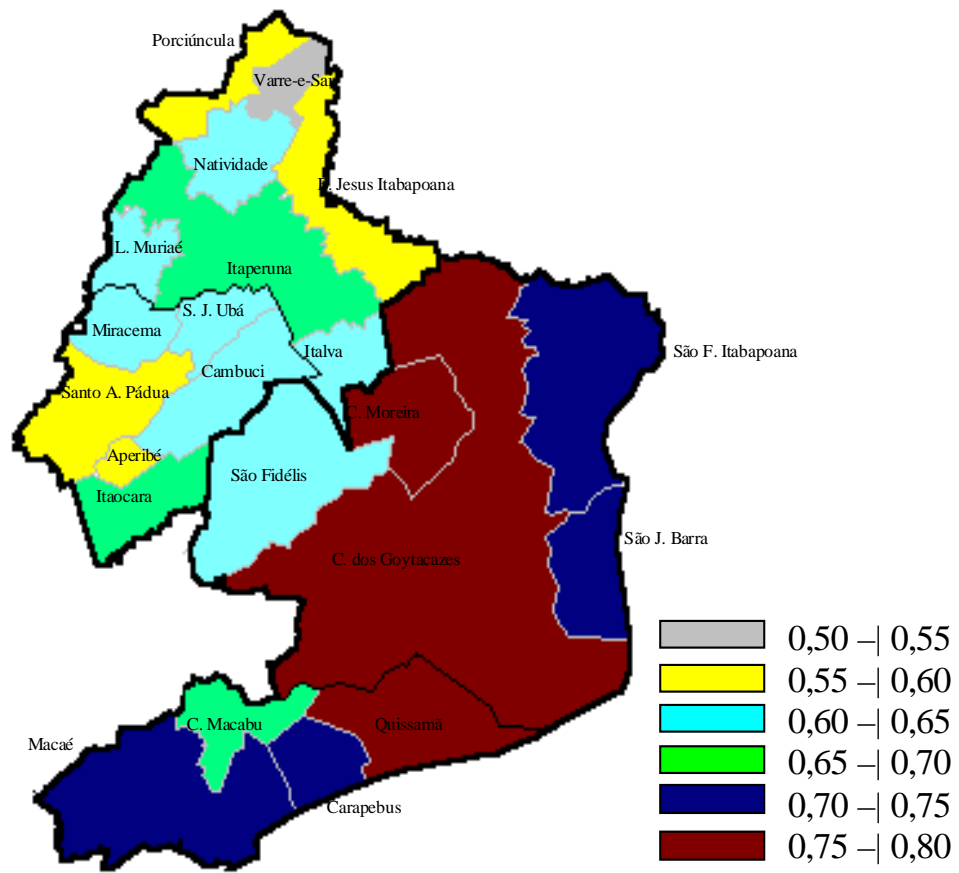 Porciúncula
Varre-e-Sai
Natividade
B. Jesus Itabapoana
L. Muriaé
Itaperuna
S. J. Ubá
Miracema
Italva
São F. Itabapoana
Cambuci
Santo A. Pádua
C. Moreira
Aperibé
São Fidélis
Itaocara
São J. Barra
C. dos Goytacazes
0,50 –| 0,55
0,55 –| 0,60
C. Macabu
Quissamã
0,60 –| 0,65
Macaé
0,65 –| 0,70
Carapebus
0,70 –| 0,75
0,75 –| 0,80